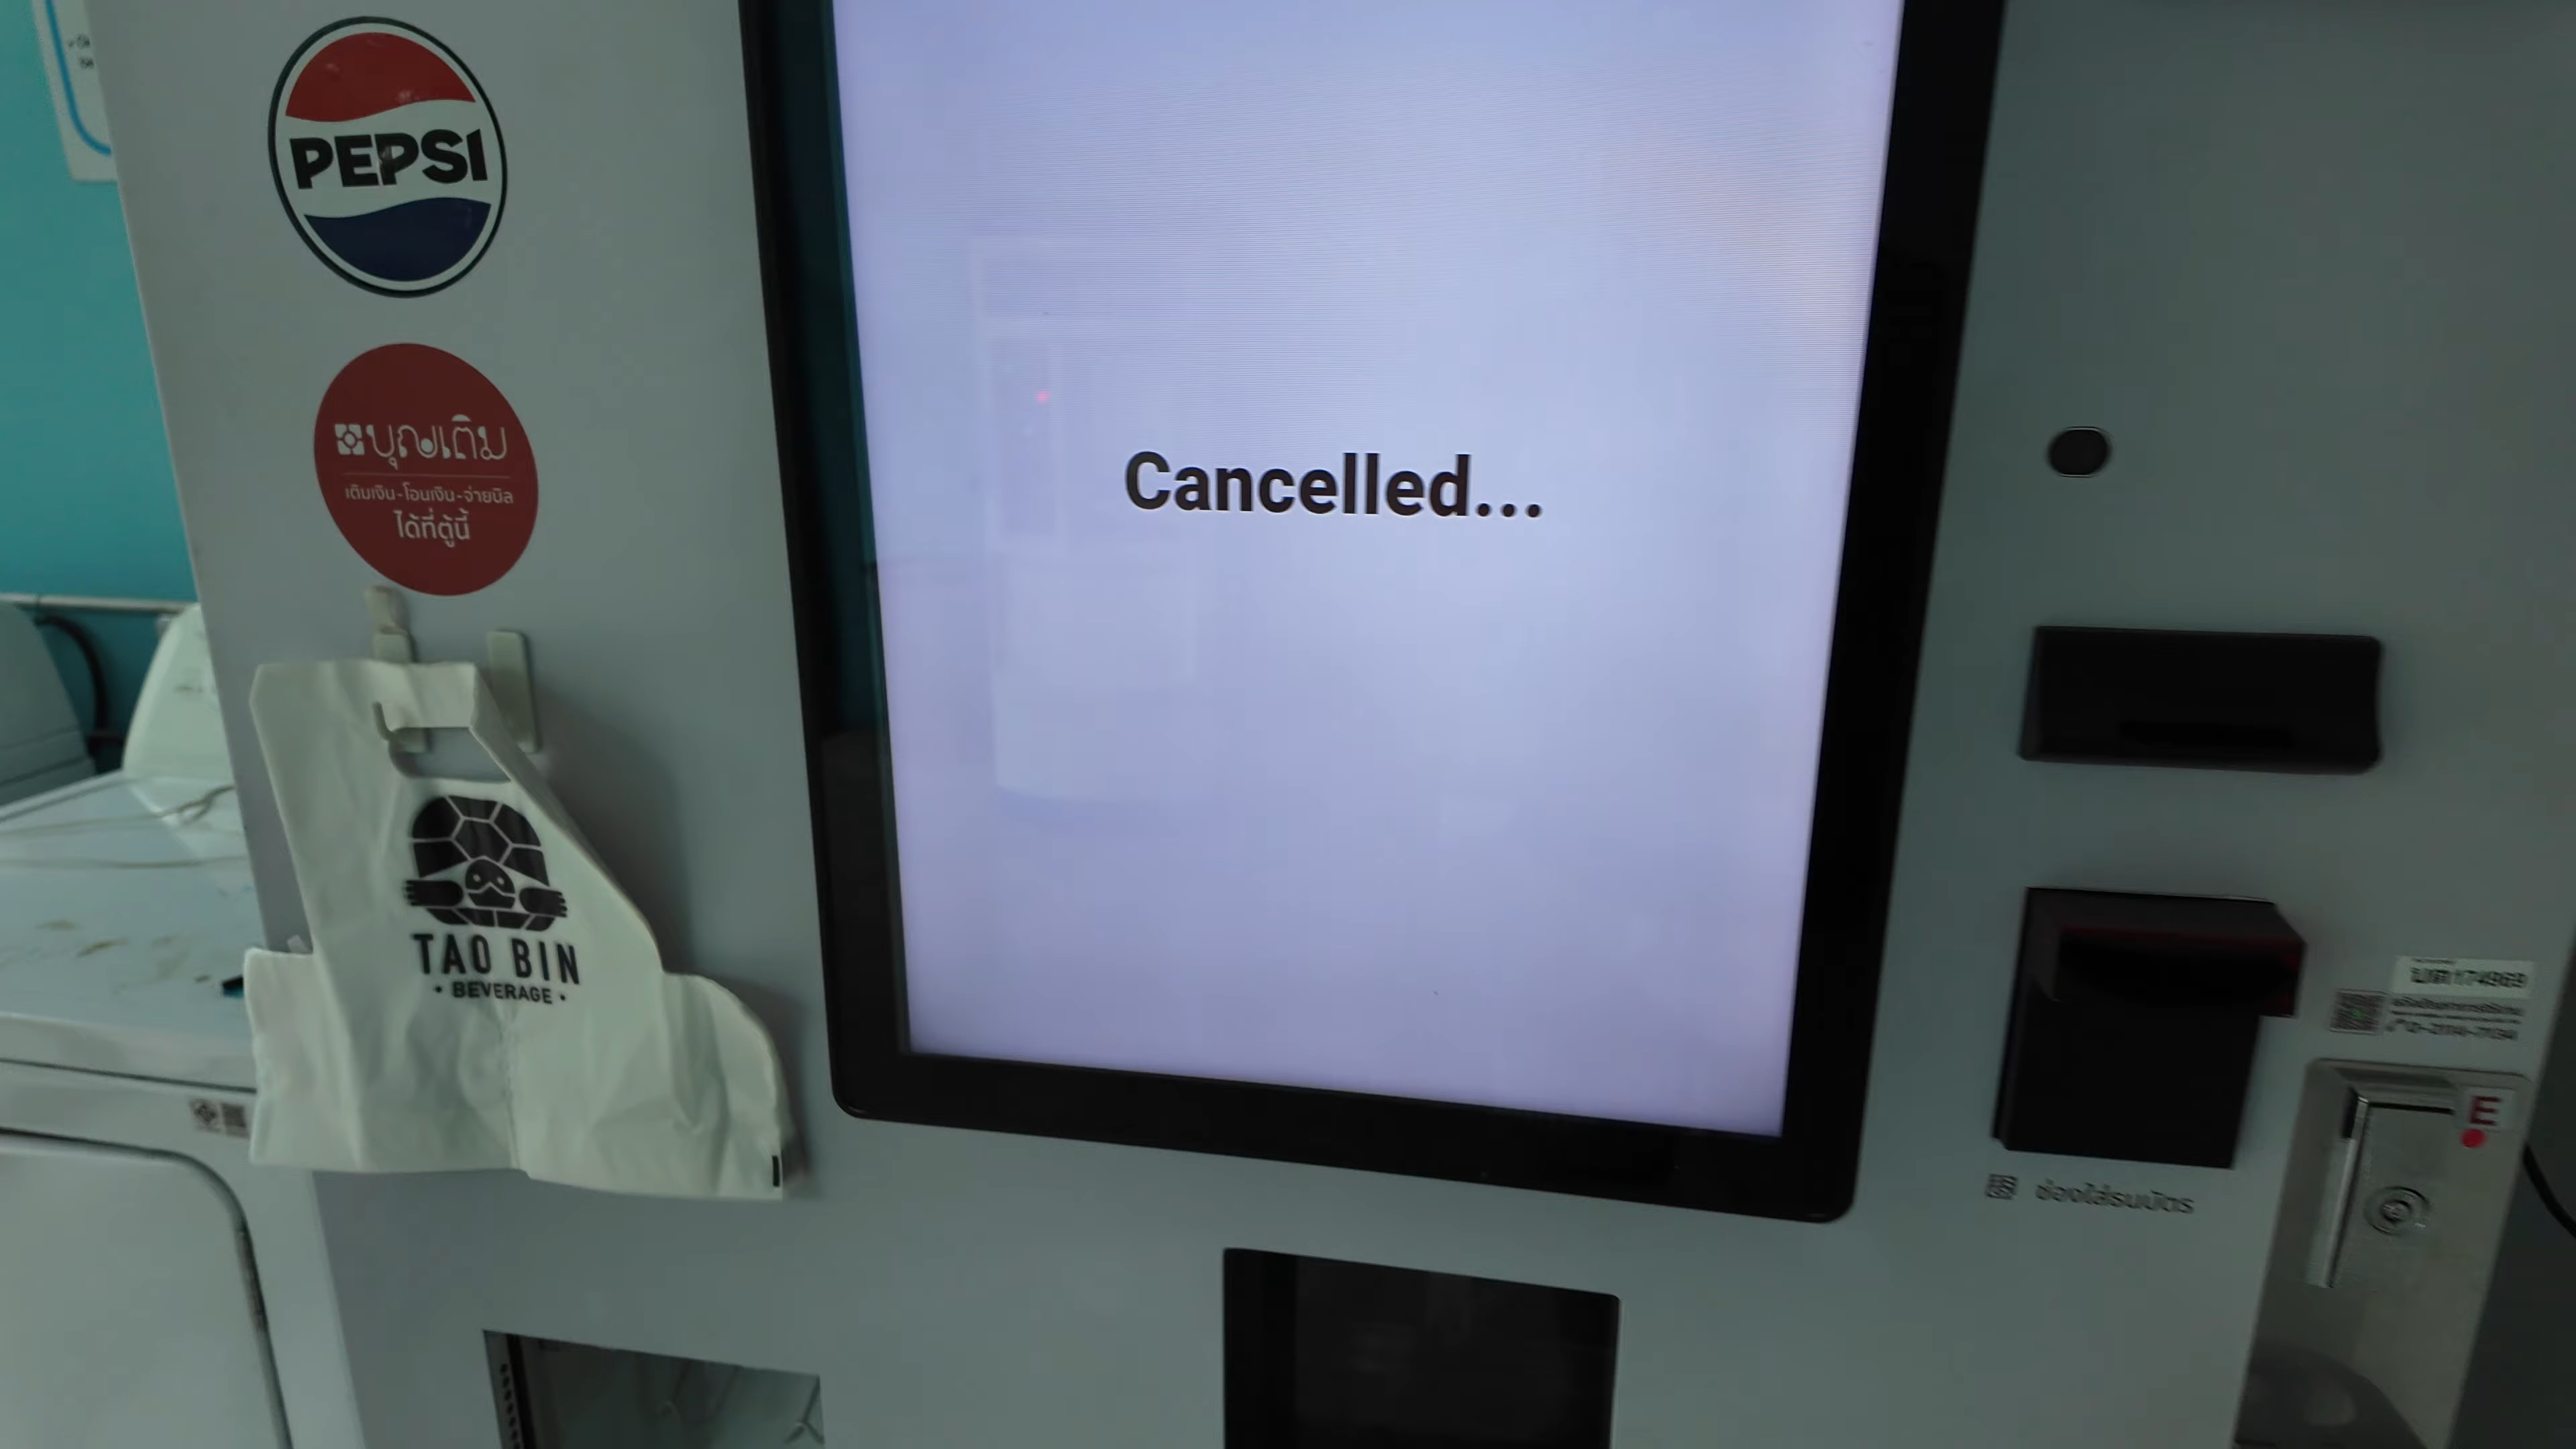 PEPSI
บุญเติม
เติมเงิน-โอนเงิน-จ่ายบิล
ได้ที่ตู้นี้
Cancelled...
TAO BIN
• BEVERAGE •
ช่องใส่ธนบัตร
E